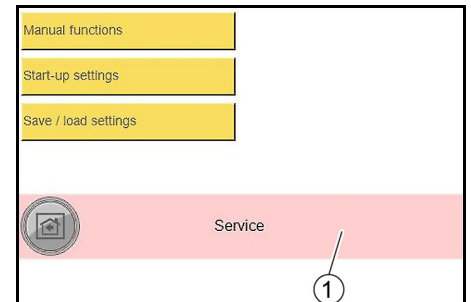 Manual functions
Start-up settings
Save / load settings
Service
1